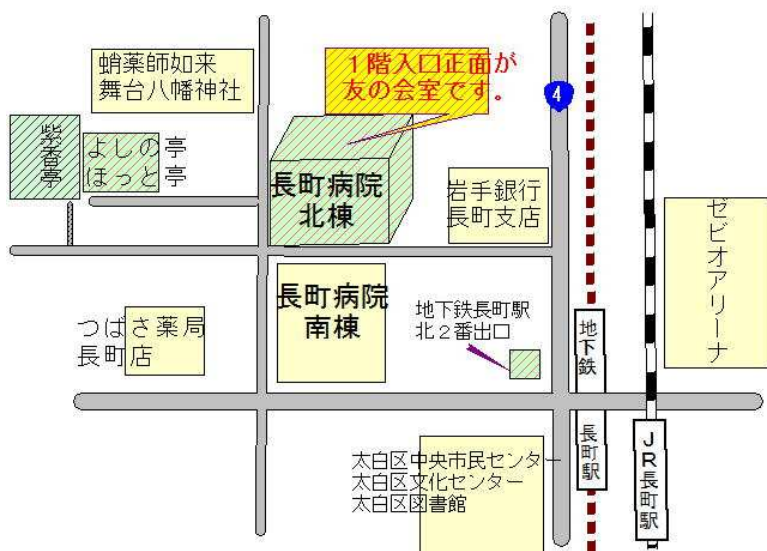 蛸薬師如来
舞台八幡神社
1階入口正面が
友の会室です。
4
紫香亭
よしの亭
ほっと亭
長町病院
北棟
岩手銀行
長町支店
ゼビオアリーナ
つばさ薬局
長町店
長町病院
南棟
地下鉄長町駅
北2番出口
地下鉄
長町駅
JR長町駅
太白区中央市民センター
太白区文化センター
太白区図書館